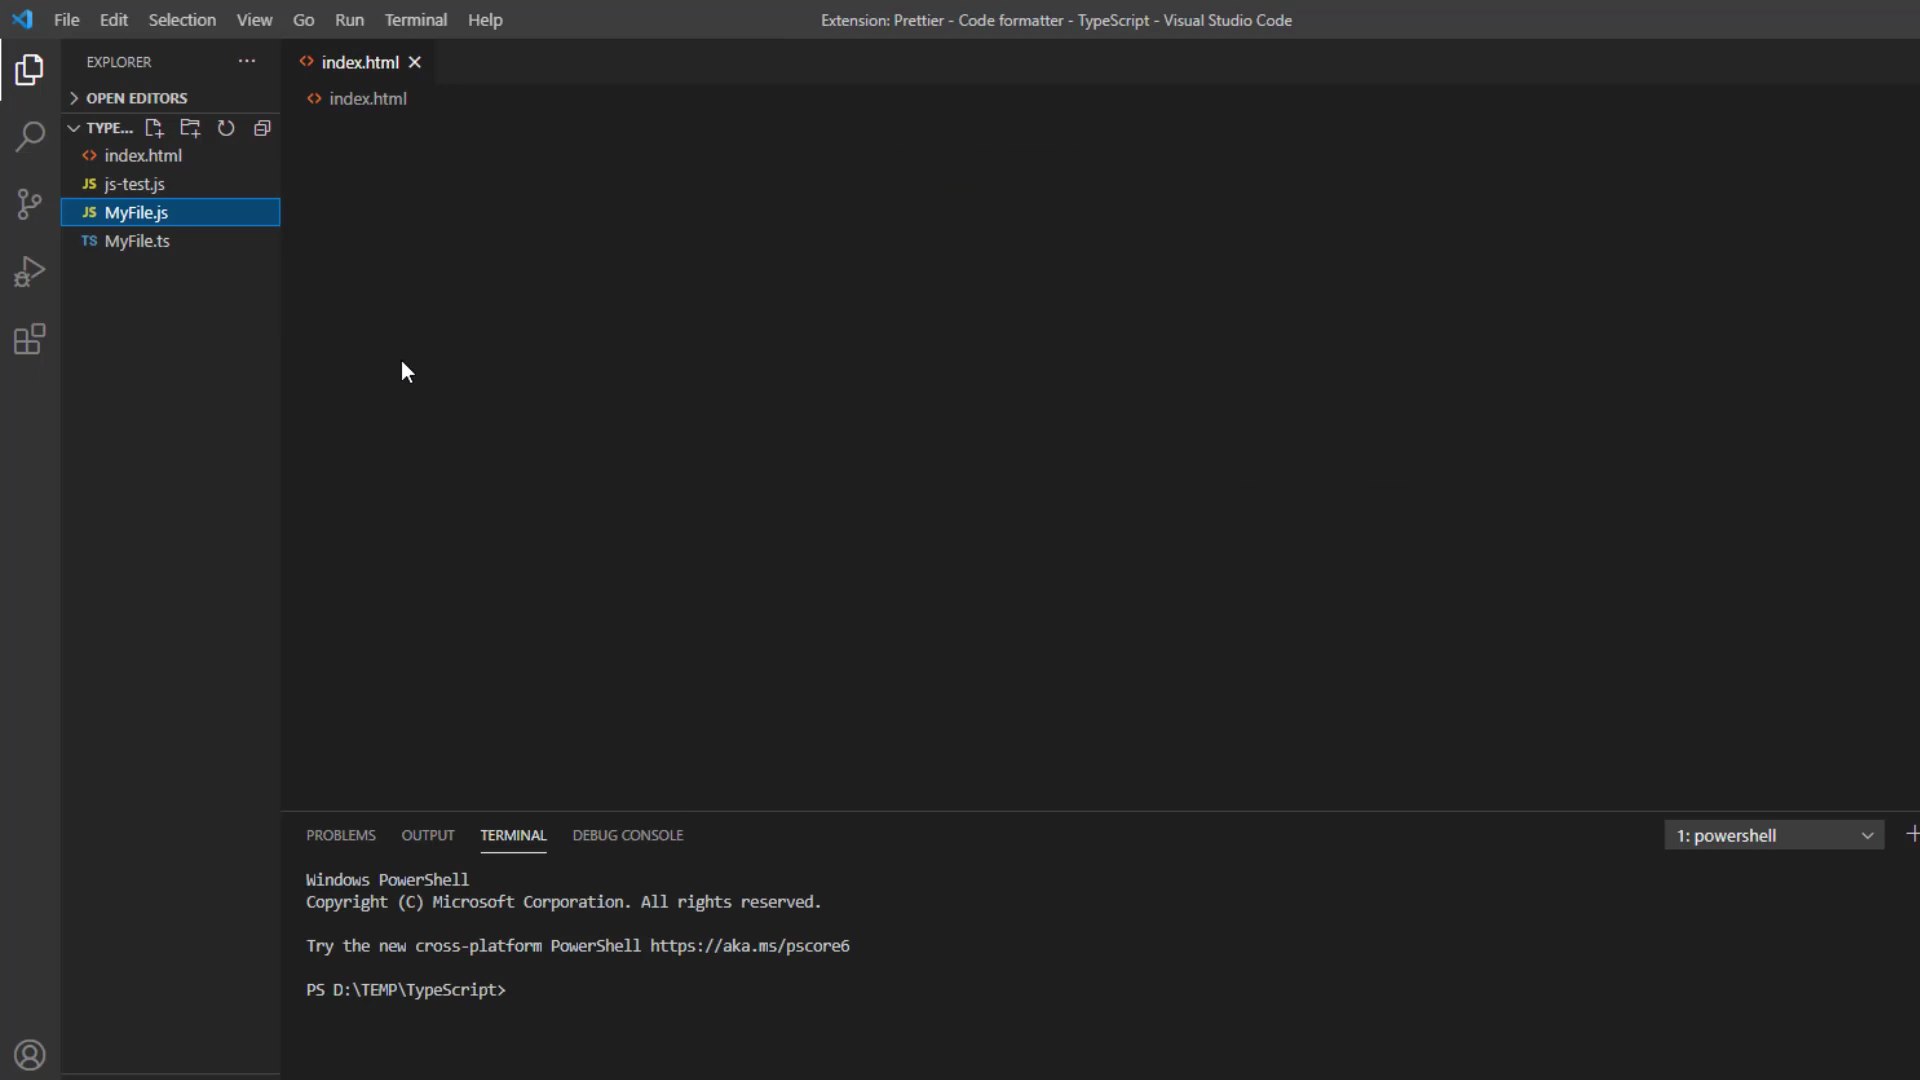 File Edit Selection View Go Run Terminal Help
Extension: Prettier - Code formatter - TypeScript - Visual Studio Code
EXPLORER
index.html
OPEN EDITORS
index.html
TYPE...
index.html
JS js-test.js
JS MyFile.js
TS MyFile.ts
PROBLEMS OUTPUT TERMINAL DEBUG CONSOLE
1: powershell
Windows PowerShell
Copyright (C) Microsoft Corporation. All rights reserved.
Try the new cross-platform PowerShell https://aka.ms/pscore6
PS D:\TEMP\TypeScript>